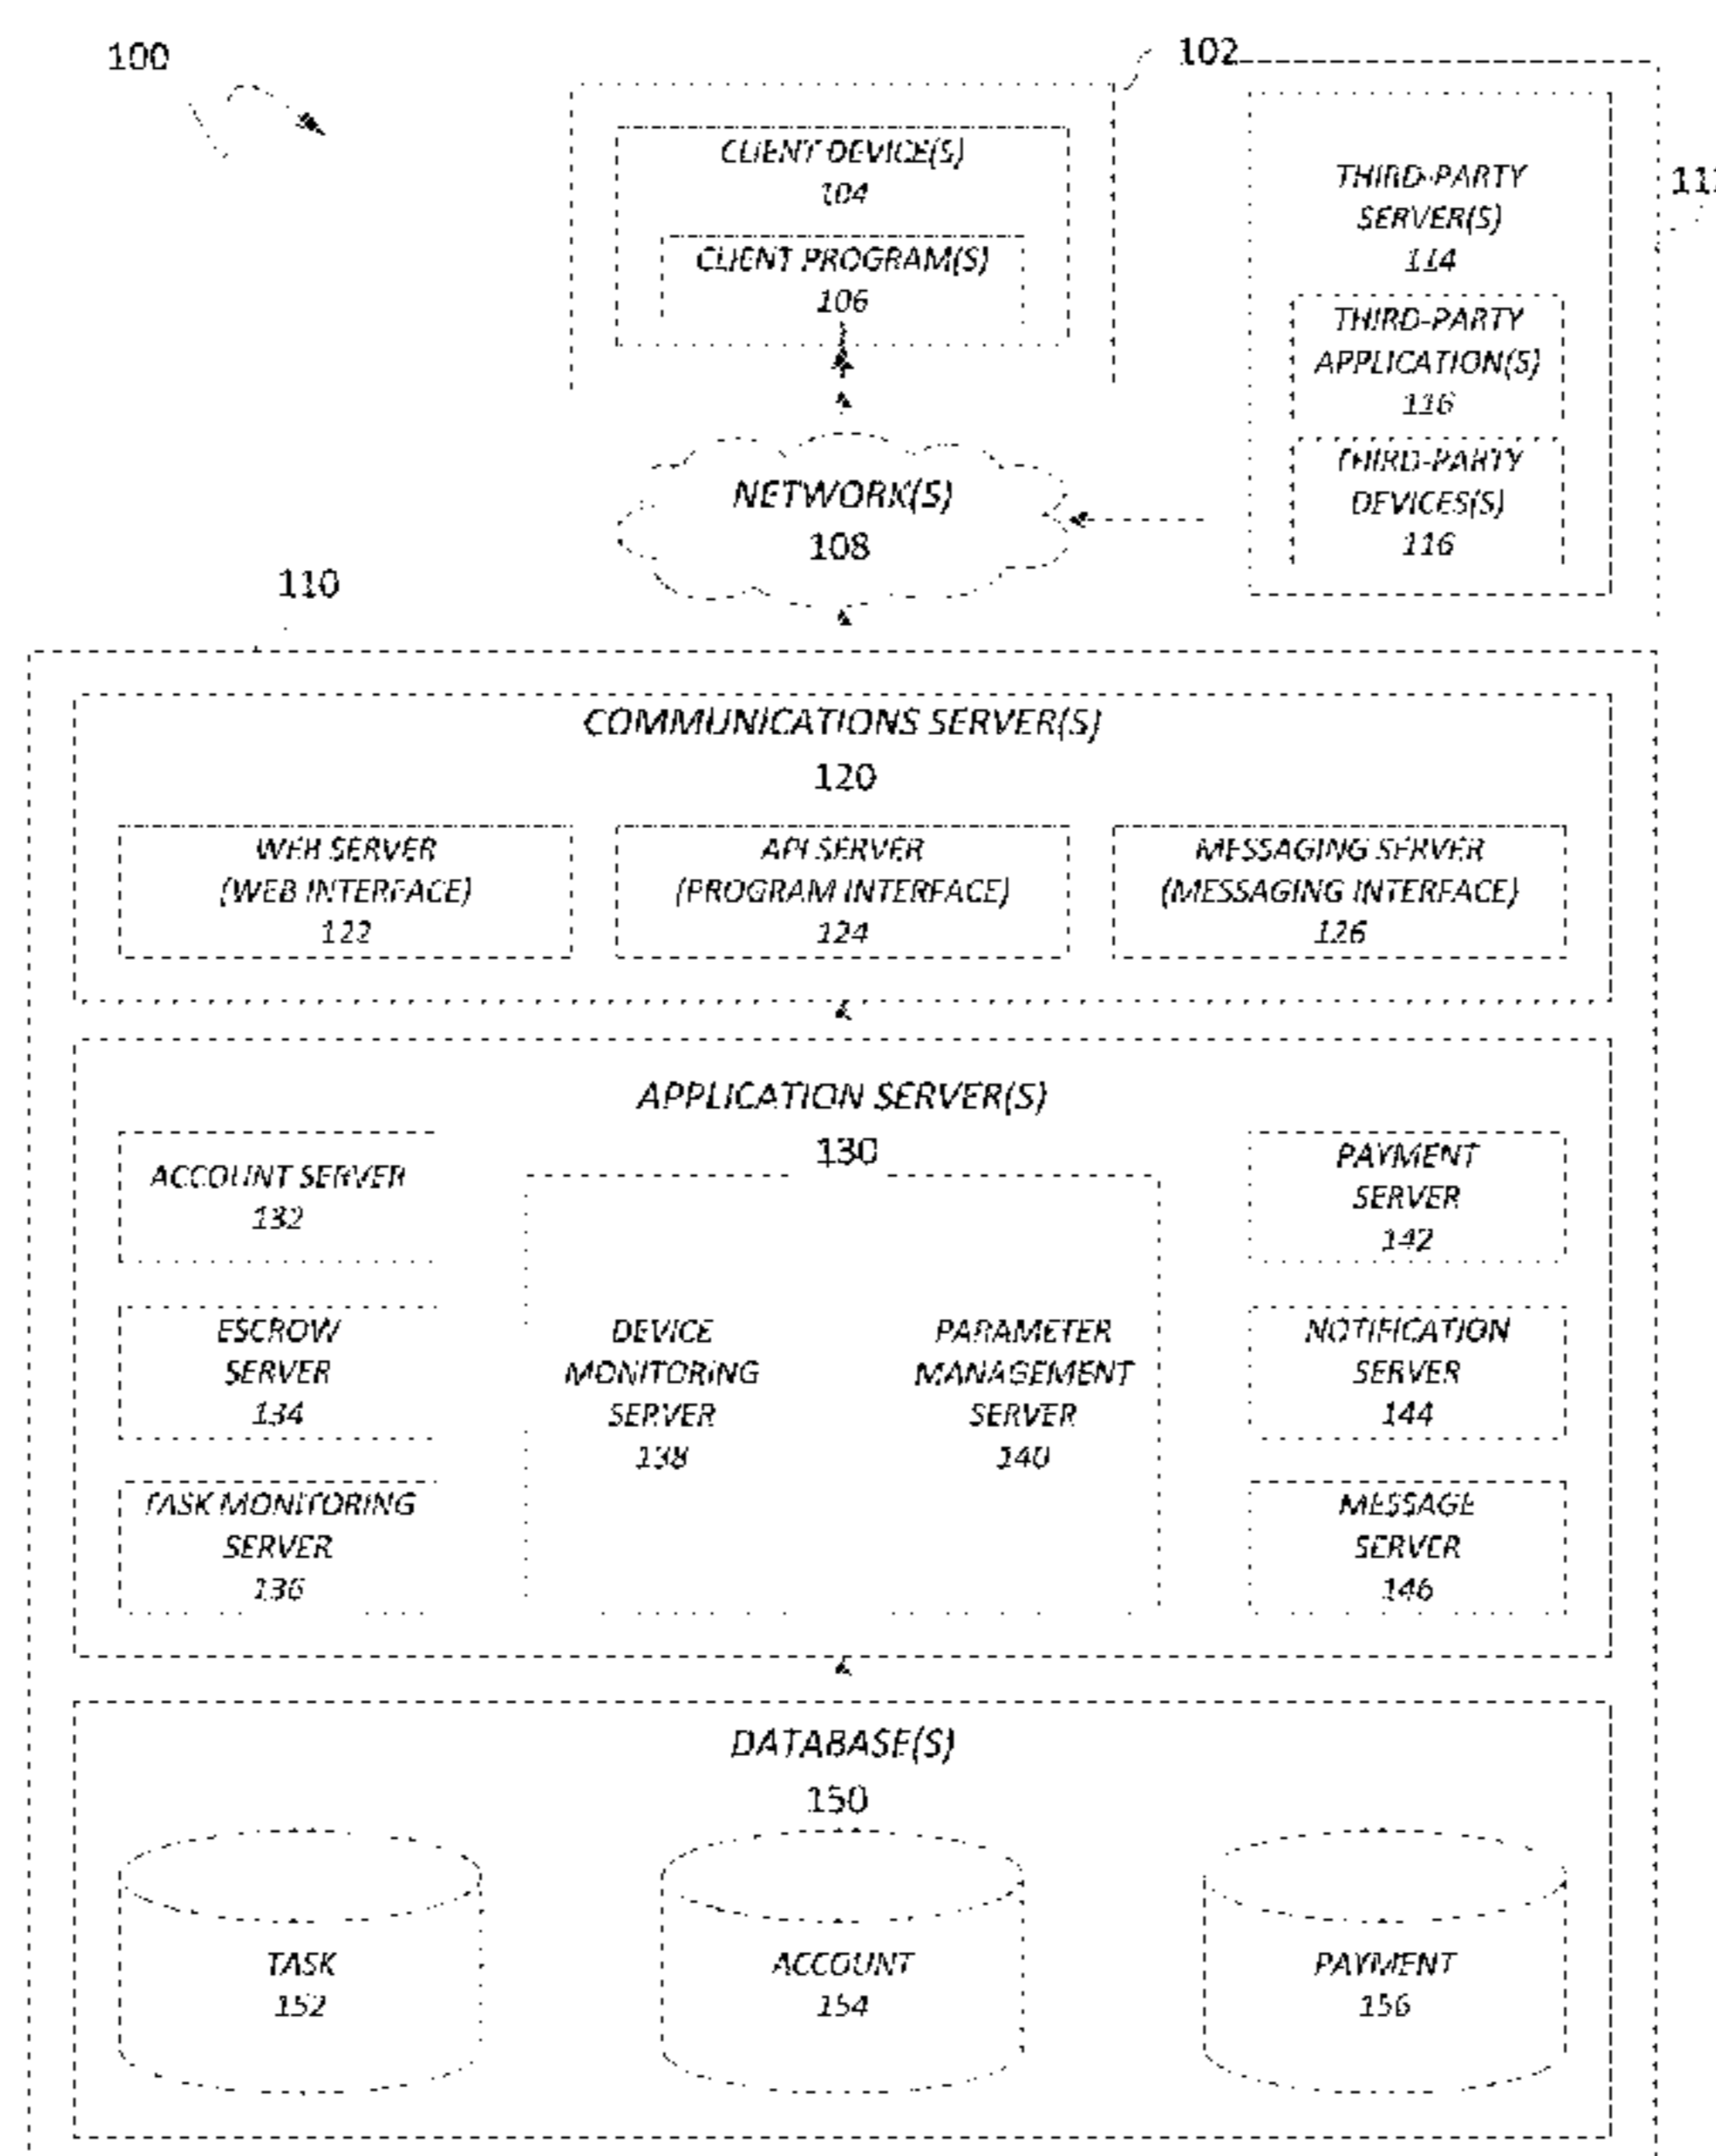 100
102
CLIENT DEVICE(S)
104
CLIENT PROGRAM(S)
106
THIRD-PARTY
SERVER(S)
114
THIRD-PARTY
APPLICATION(S)
116
THIRD-PARTY
DEVICES(S)
116
NETWORK(S)
108
110
COMMUNICATIONS SERVER(S)
120
WEB SERVER
(WEB INTERFACE)
122
API SERVER
(PROGRAM INTERFACE)
124
MESSAGING SERVER
(MESSAGING INTERFACE)
126
APPLICATION SERVER(S)
130
ACCOUNT SERVER
132
ESCROW
SERVER
134
TASK MONITORING
SERVER
136
DEVICE
MONITORING
SERVER
138
PARAMETER
MANAGEMENT
SERVER
140
PAYMENT
SERVER
142
NOTIFICATION
SERVER
144
MESSAGE
SERVER
146
DATABASE(S)
150
TASK
152
ACCOUNT
154
PAYMENT
156